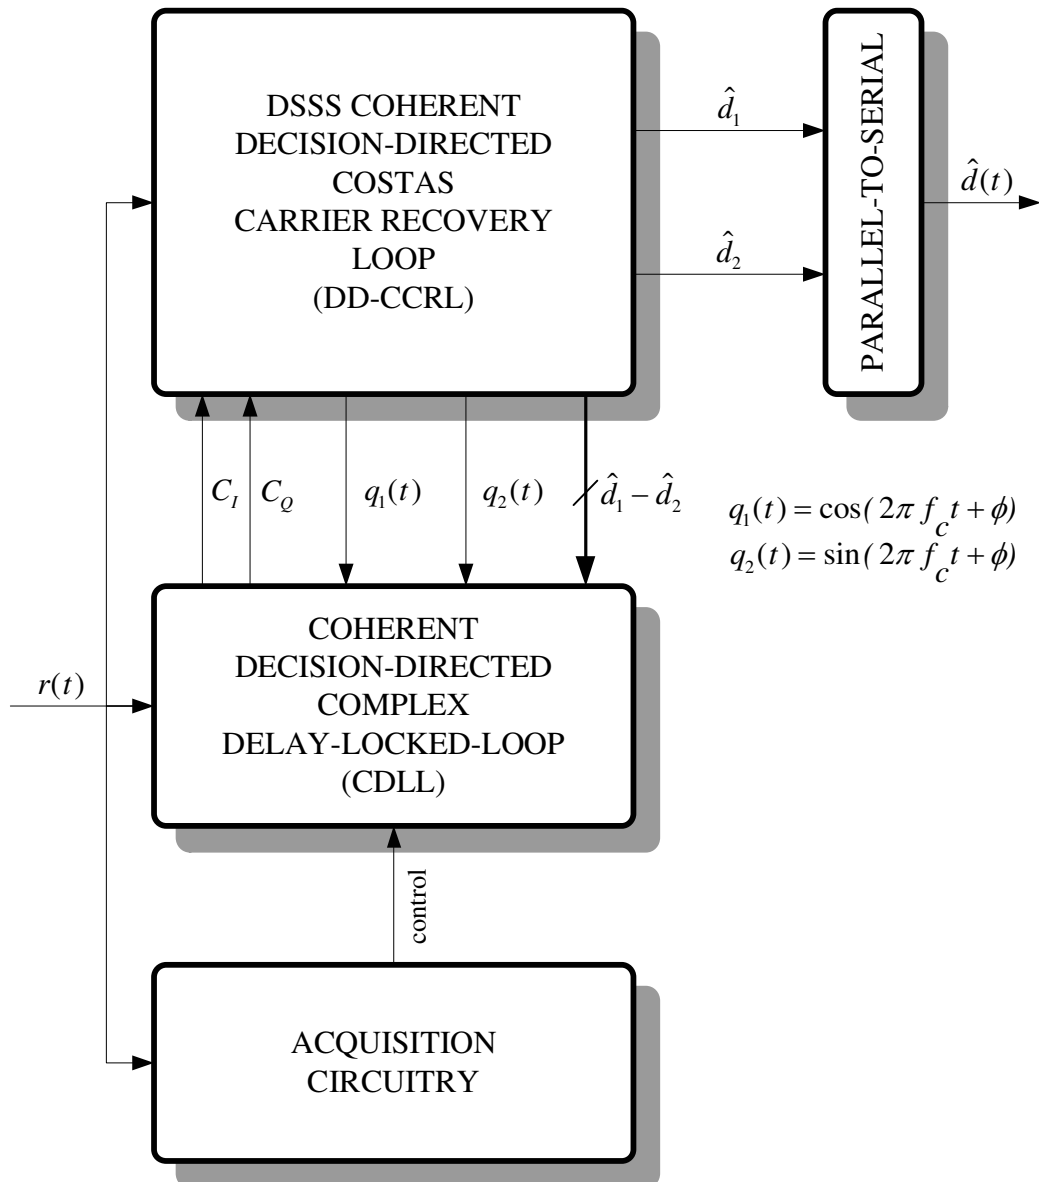 DSSS COHERENT
DECISION-DIRECTED
COSTAS
CARRIER RECOVERY
LOOP
(DD-CCRL)
d̂₁
d̂₂
PARALLEL-TO-SERIAL
d̂(t)
C_I
C_Q
q₁(t)
q₂(t)
d̂₁ − d̂₂
q₁(t) = cos(2π f_c t + ϕ)
q₂(t) = sin(2π f_c t + ϕ)
r(t)
COHERENT
DECISION-DIRECTED
COMPLEX
DELAY-LOCKED-LOOP
(CDLL)
control
ACQUISITION
CIRCUITRY